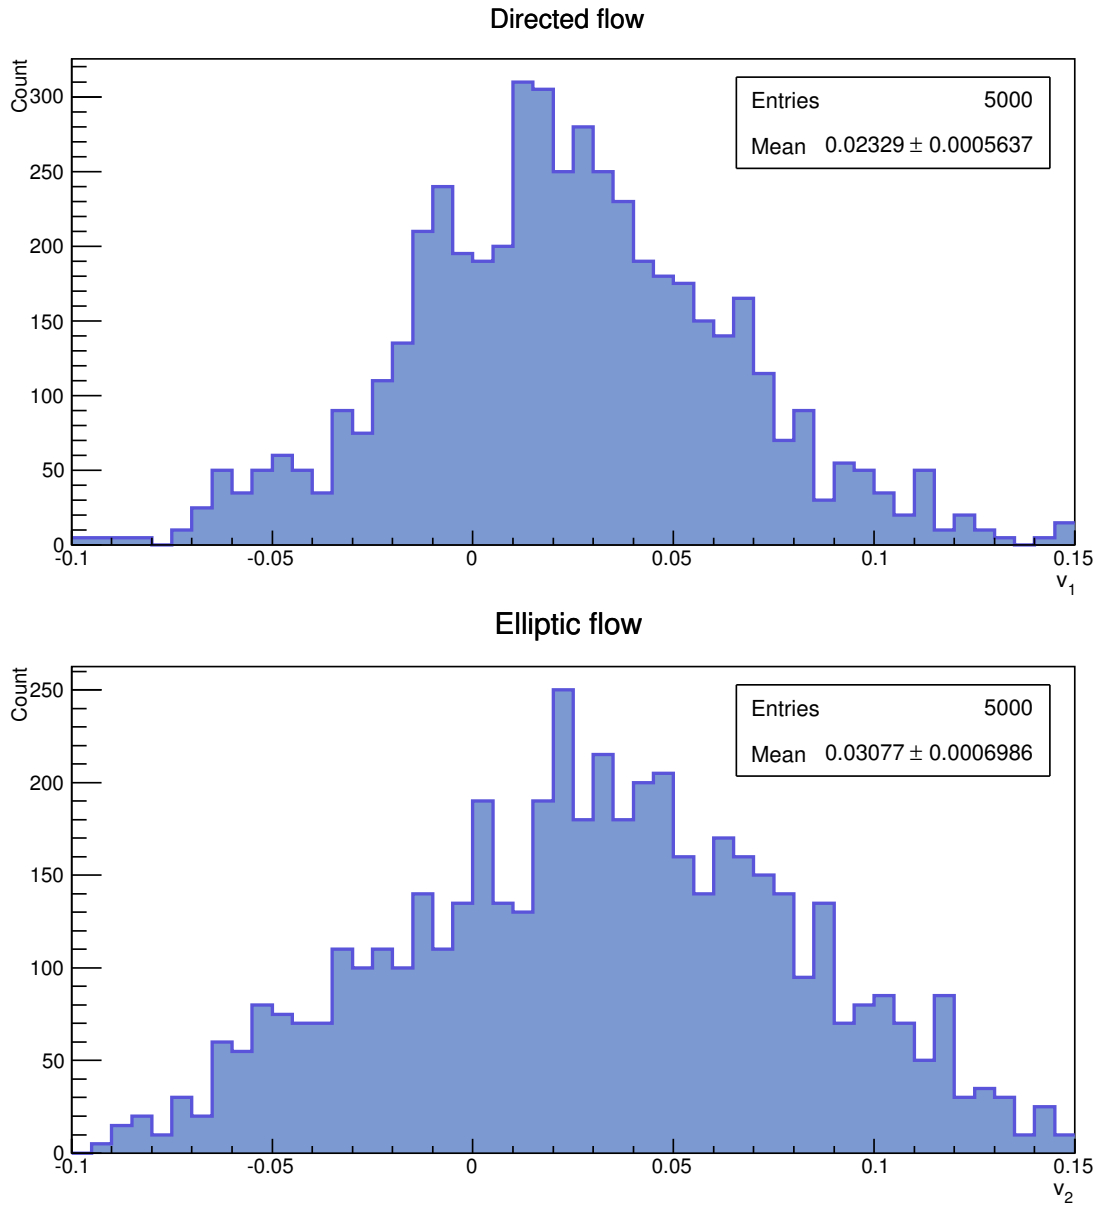 Directed flow
Count
300
250
200
150
100
50
0
Entries 5000
Mean 0.02329 ± 0.0005637
-0.1 -0.05 0 0.05 0.1 0.15
v1
Elliptic flow
Count
250
200
150
100
50
0
Entries 5000
Mean 0.03077 ± 0.0006986
-0.1 -0.05 0 0.05 0.1 0.15
v2